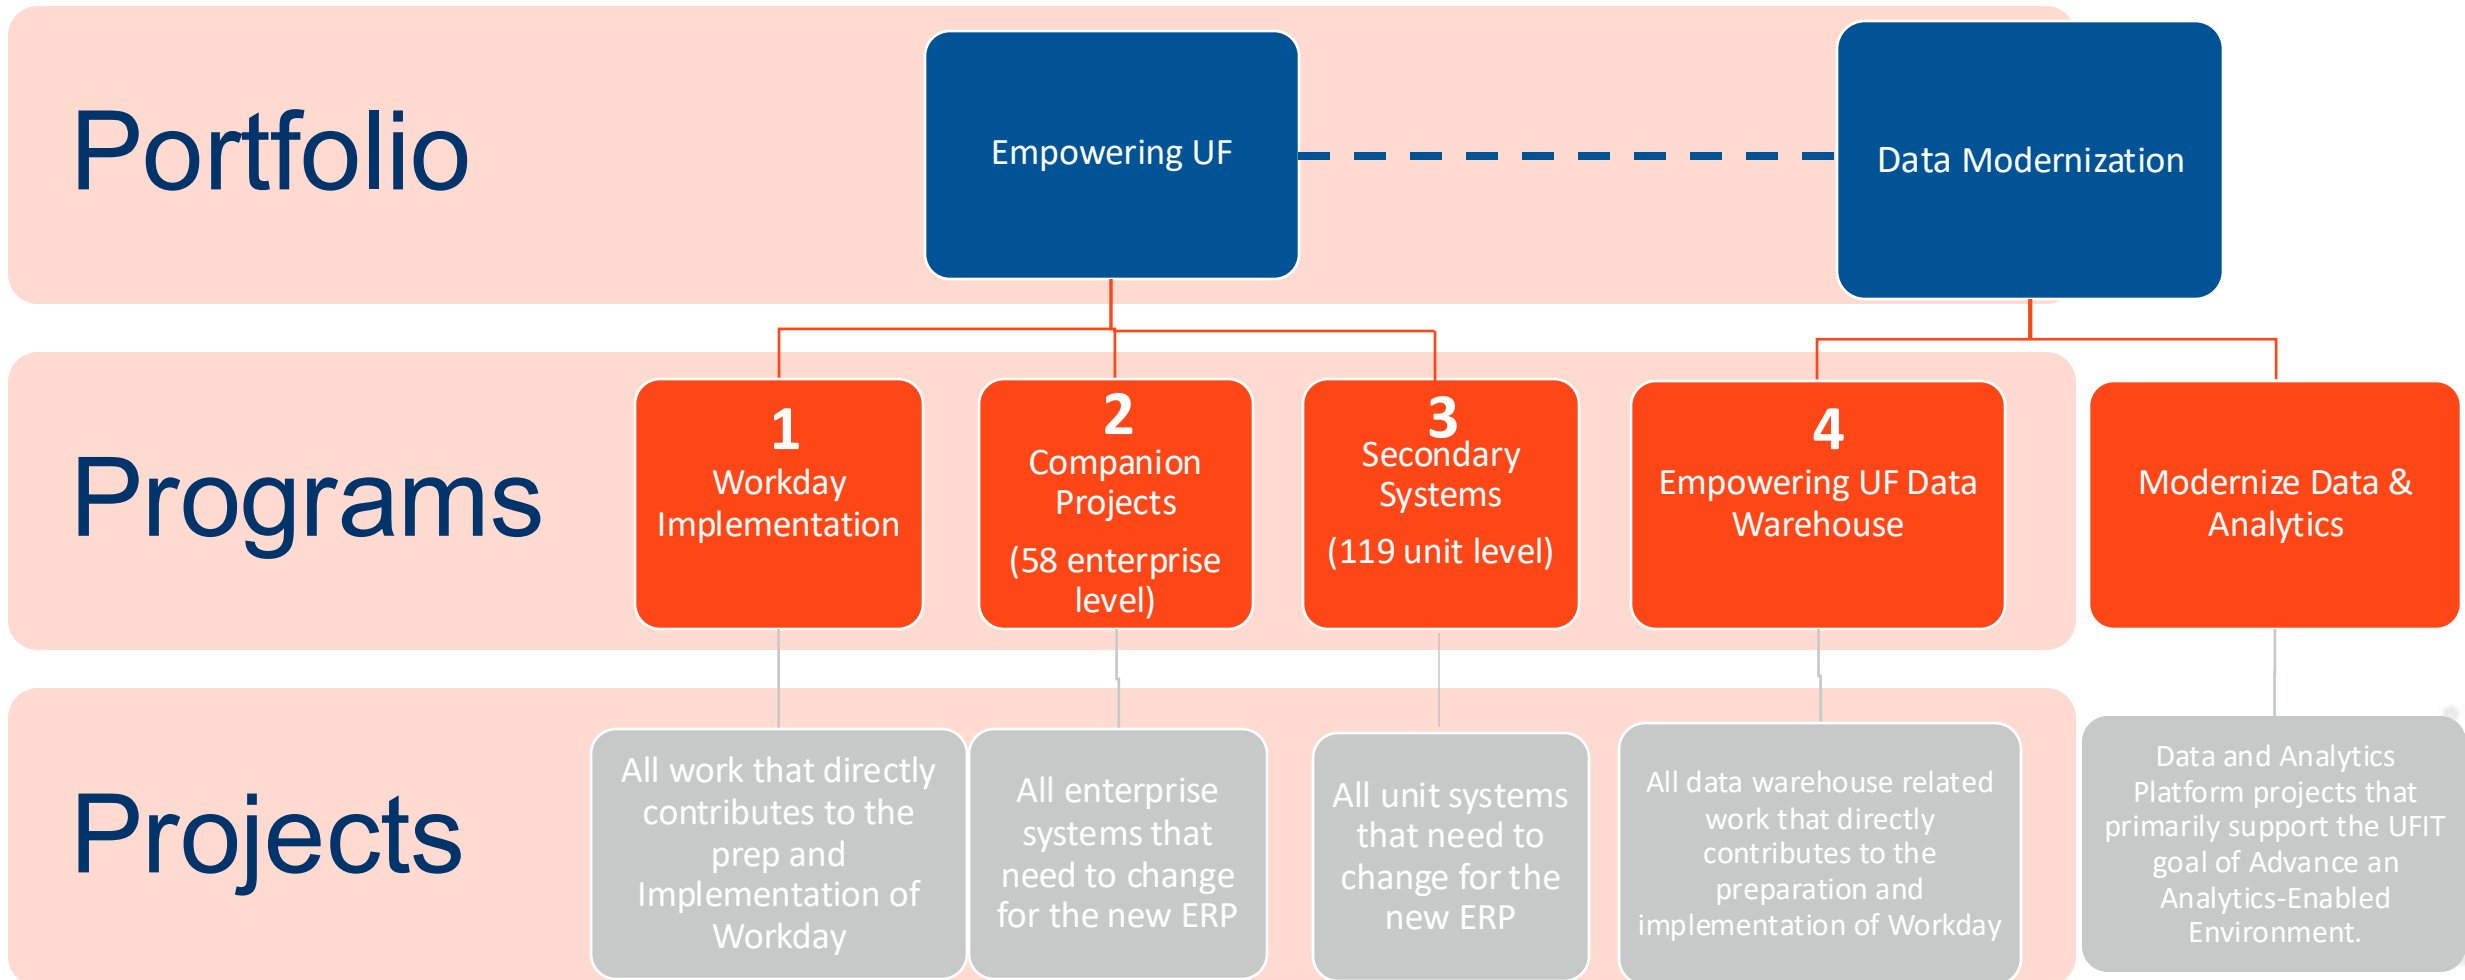 Portfolio
Empowering UF
Data Modernization
Programs
1
Workday
Implementation
2
Companion
Projects
(58 enterprise
level)
3
Secondary
Systems
(119 unit level)
4
Empowering UF Data
Warehouse
Modernize Data &
Analytics
Projects
All work that directly
contributes to the
prep and
Implementation of
Workday
All enterprise
systems that
need to change
for the new ERP
All unit systems
that need to
change for the
new ERP
All data warehouse related
work that directly
contributes to the
preparation and
implementation of Workday
Data and Analytics
Platform projects that
primarily support the UFIT
goal of Advance an
Analytics-Enabled
Environment.